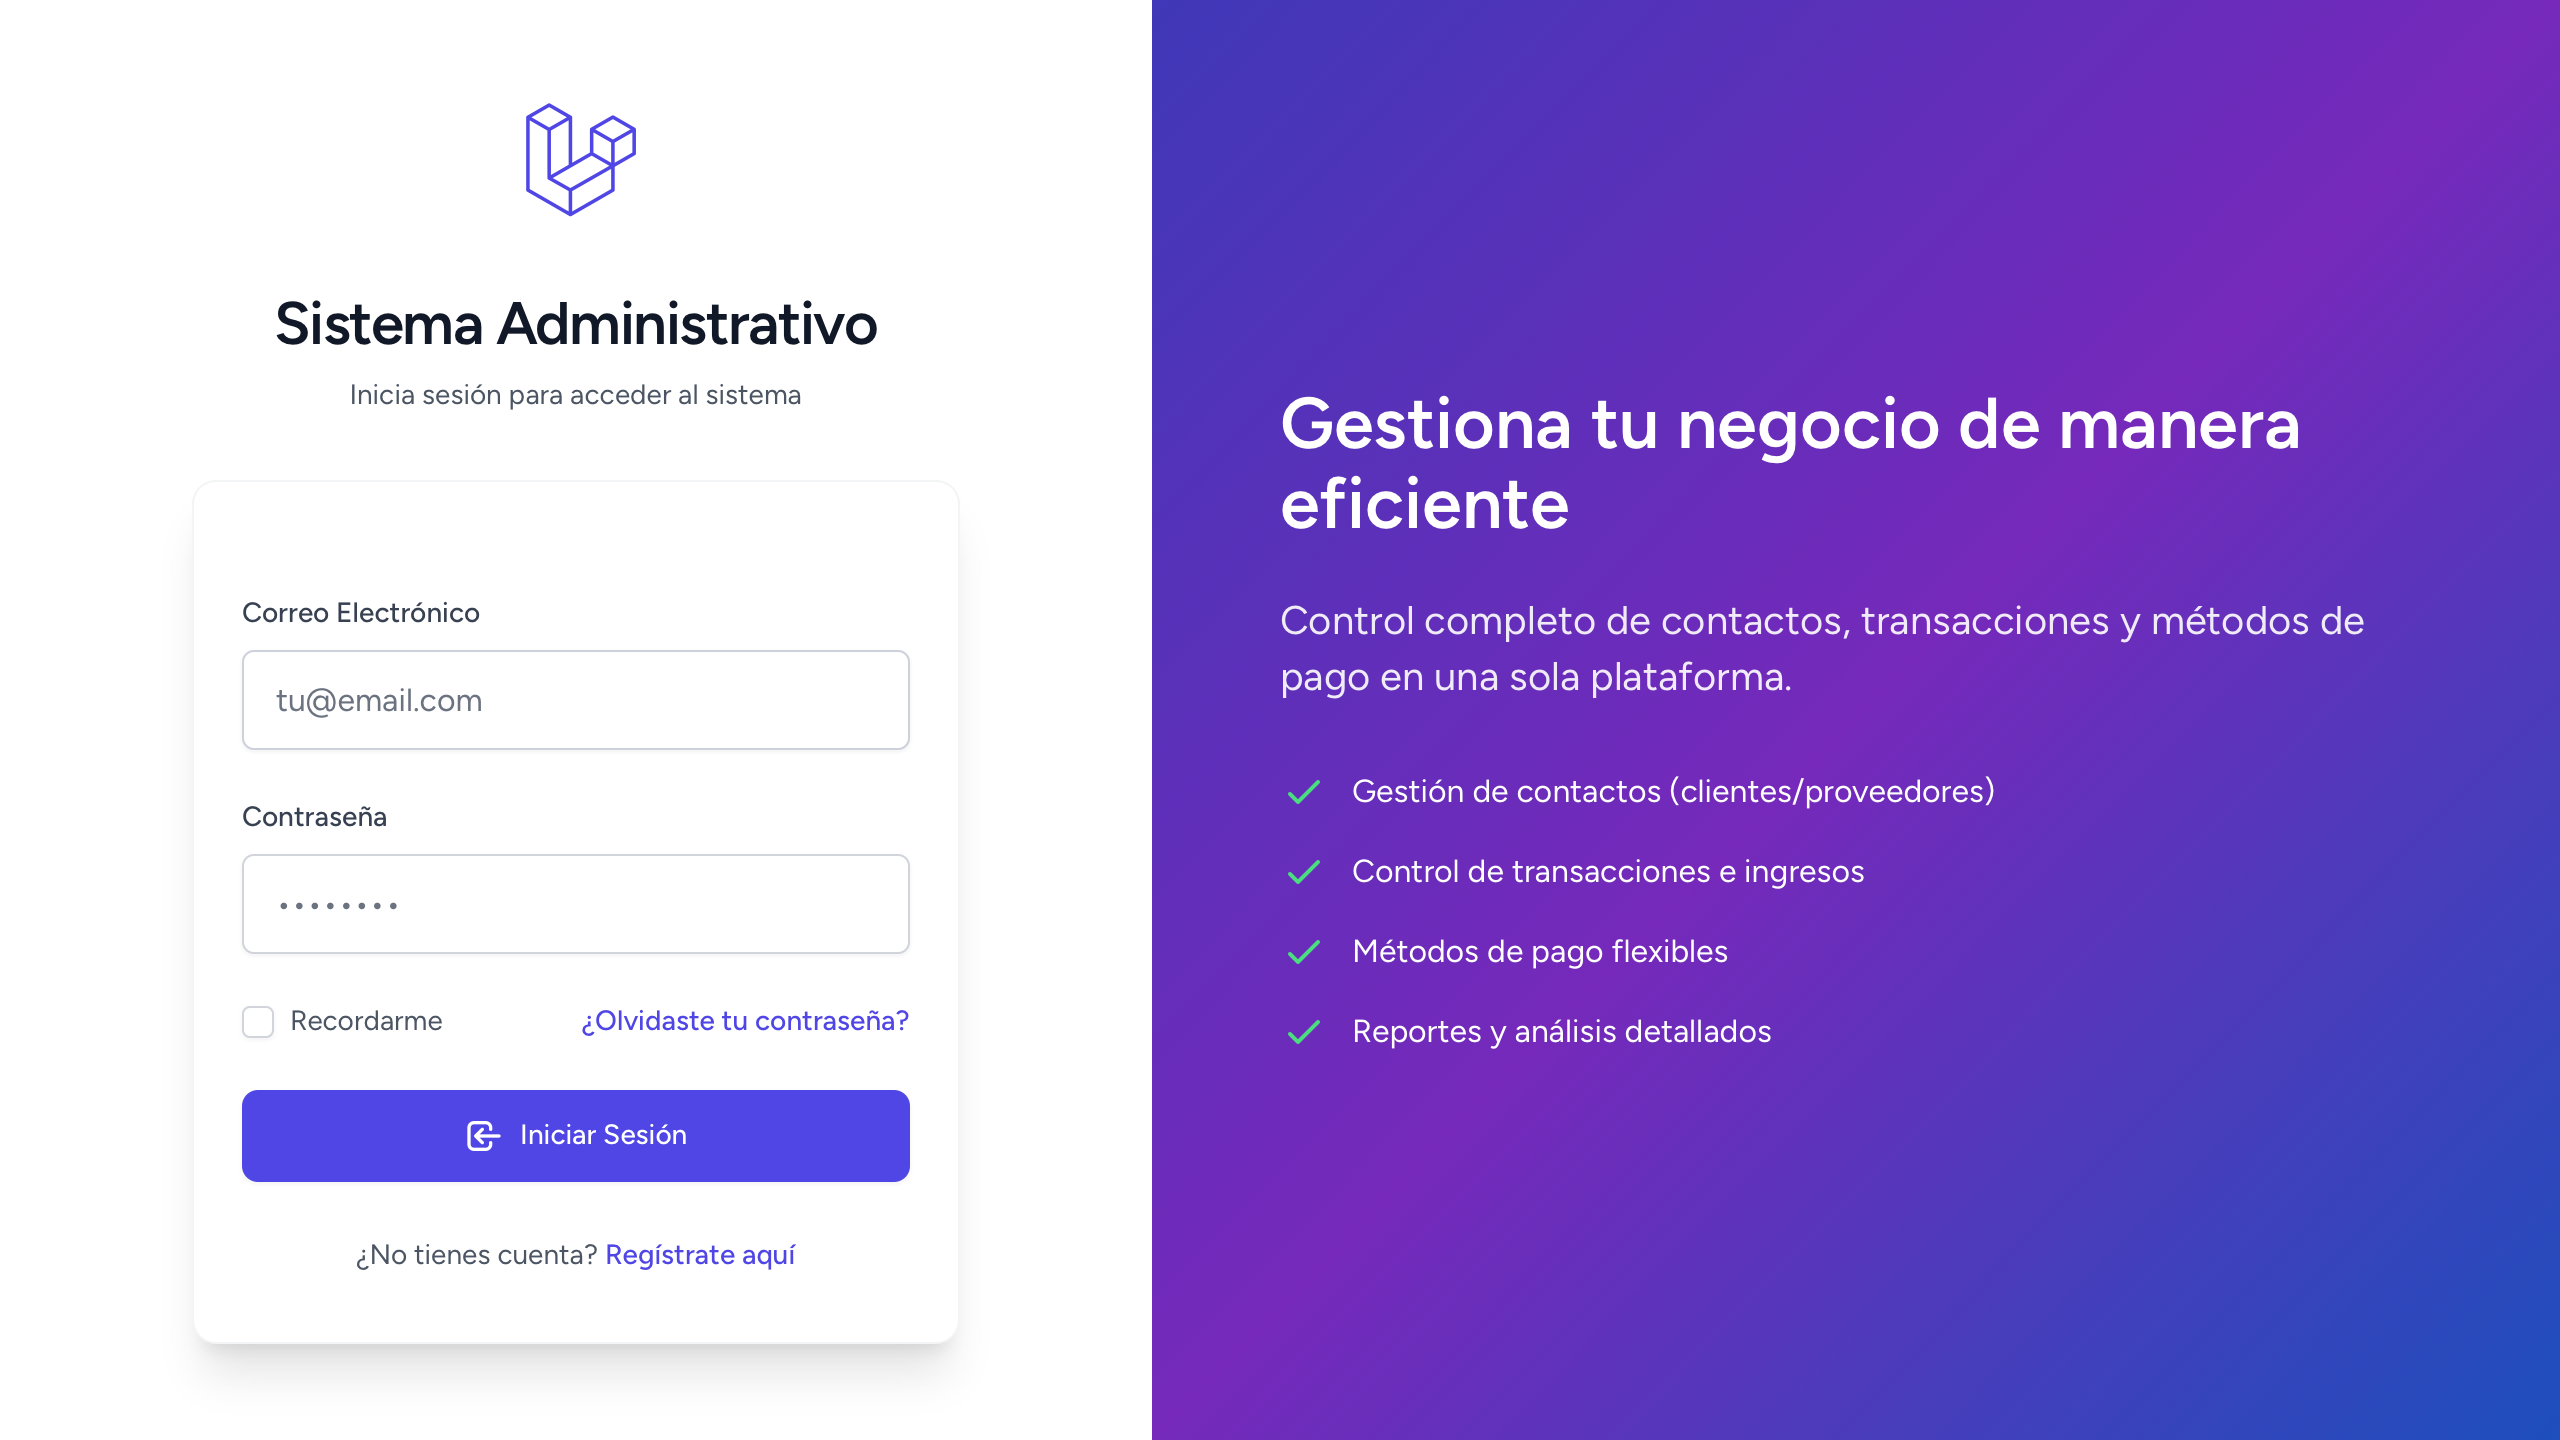 Sistema Administrativo
Inicia sesión para acceder al sistema
Correo Electrónico
tu@email.com
Contraseña
••••••••
Recordarme
¿Olvidaste tu contraseña?
Iniciar Sesión
¿No tienes cuenta? Regístrate aquí
Gestiona tu negocio de manera
eficiente
Control completo de contactos, transacciones y métodos de
pago en una sola plataforma.
Gestión de contactos (clientes/proveedores)
Control de transacciones e ingresos
Métodos de pago flexibles
Reportes y análisis detallados